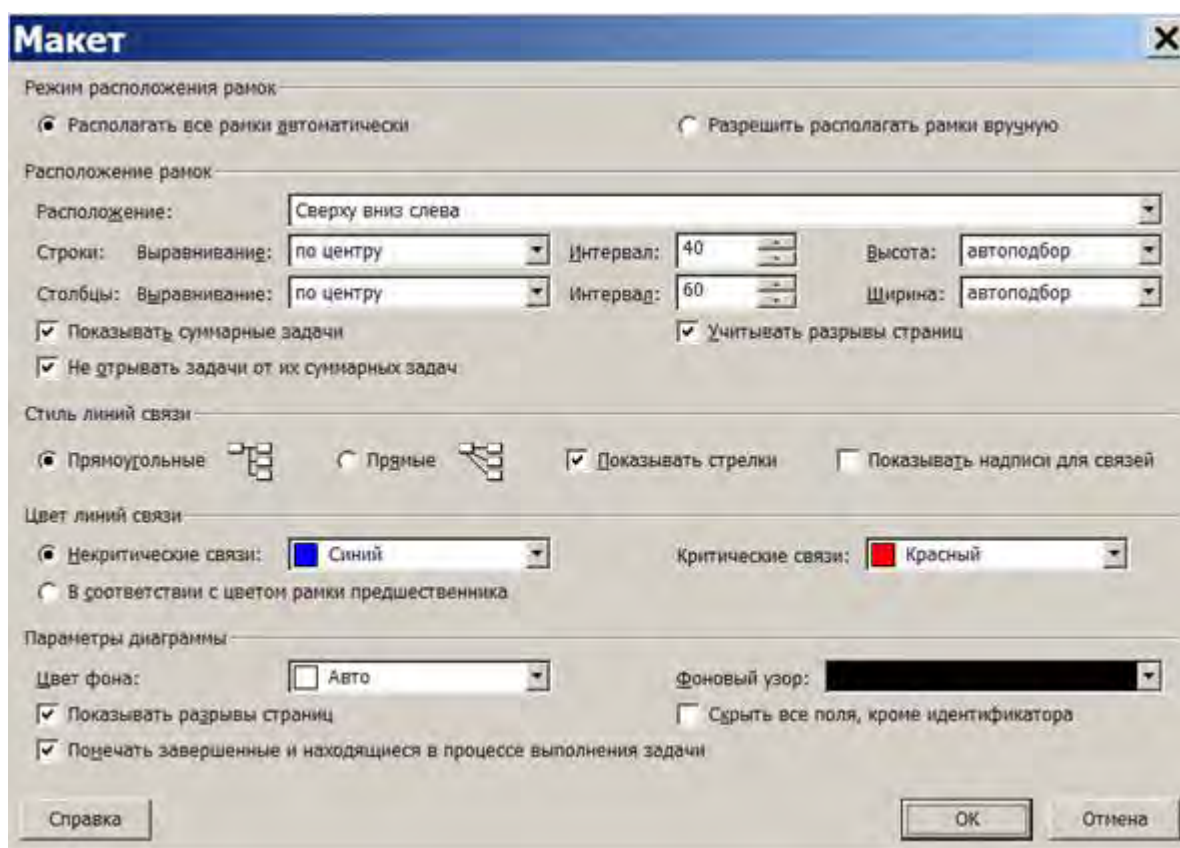 Макет
Режим расположения рамок
Располагать все рамки автоматически Разрешить располагать рамки вручную
Расположение рамок
Расположение: Сверху вниз слева
Строки: Выравнивание: по центру Интервал: 40 Высота: автоподбор
Столбцы: Выравнивание: по центру Интервал: 60 Ширина: автоподбор
Показывать суммарные задачи Учитывать разрывы страниц
Не отрывать задачи от их суммарных задач
Стиль линий связи
Прямоугольные Прямые Показывать стрелки Показывать надписи для связей
Цвет линий связи
Некритические связи: Синий Критические связи: Красный
В соответствии с цветом рамки предшественника
Параметры диаграммы
Цвет фона: Авто Фоновый узор:
Показывать разрывы страниц Скрыть все поля, кроме идентификатора
Помечать завершенные и находящиеся в процессе выполнения задачи
Справка ОК Отмена